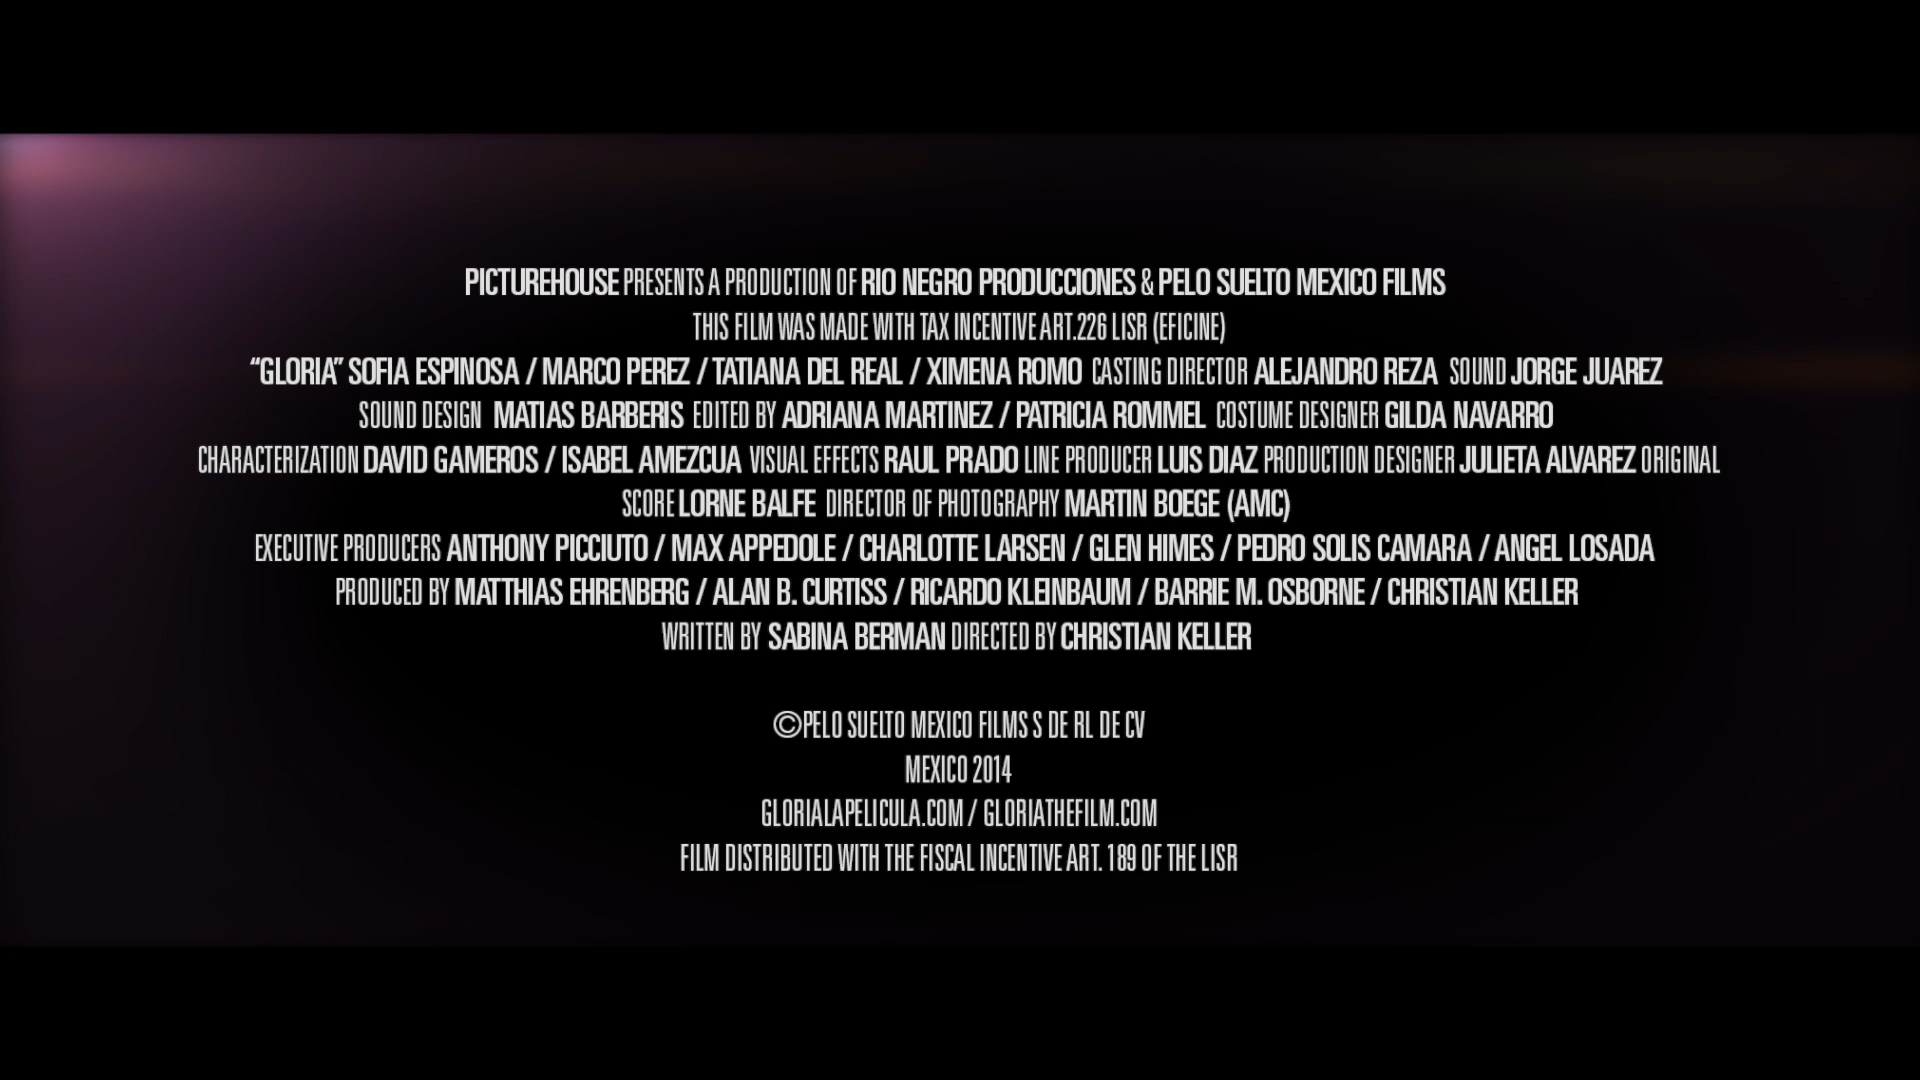 PICTUREHOUSE PRESENTS A PRODUCTION OF RIO NEGRO PRODUCCIONES & PELO SUELTO MEXICO FILMS
THIS FILM WAS MADE WITH TAX INCENTIVE ART.226 LISR (EFICINE)
“GLORIA” SOFIA ESPINOSA / MARCO PEREZ / TATIANA DEL REAL / XIMENA ROMO CASTING DIRECTOR ALEJANDRO REZA SOUND JORGE JUAREZ
SOUND DESIGN MATIAS BARBERIS EDITED BY ADRIANA MARTINEZ / PATRICIA ROMMEL COSTUME DESIGNER GILDA NAVARRO
CHARACTERIZATION DAVID GAMEROS / ISABEL AMEZCUA VISUAL EFFECTS RAUL PRADO LINE PRODUCER LUIS DIAZ PRODUCTION DESIGNER JULIETA ALVAREZ ORIGINAL
SCORE LORNE BALFE DIRECTOR OF PHOTOGRAPHY MARTIN BOEGE (AMC)
EXECUTIVE PRODUCERS ANTHONY PICCIUTO / MAX APPEDOLE / CHARLOTTE LARSEN / GLEN HIMES / PEDRO SOLIS CAMARA / ANGEL LOSADA
PRODUCED BY MATTHIAS EHRENBERG / ALAN B. CURTISS / RICARDO KLEINBAUM / BARRIE M. OSBORNE / CHRISTIAN KELLER
WRITTEN BY SABINA BERMAN DIRECTED BY CHRISTIAN KELLER
©PELO SUELTO MEXICO FILMS S DE RL DE CV
MEXICO 2014
GLORIALAPELICULA.COM / GLORIATHEFILM.COM
FILM DISTRIBUTED WITH THE FISCAL INCENTIVE ART. 189 OF THE LISR